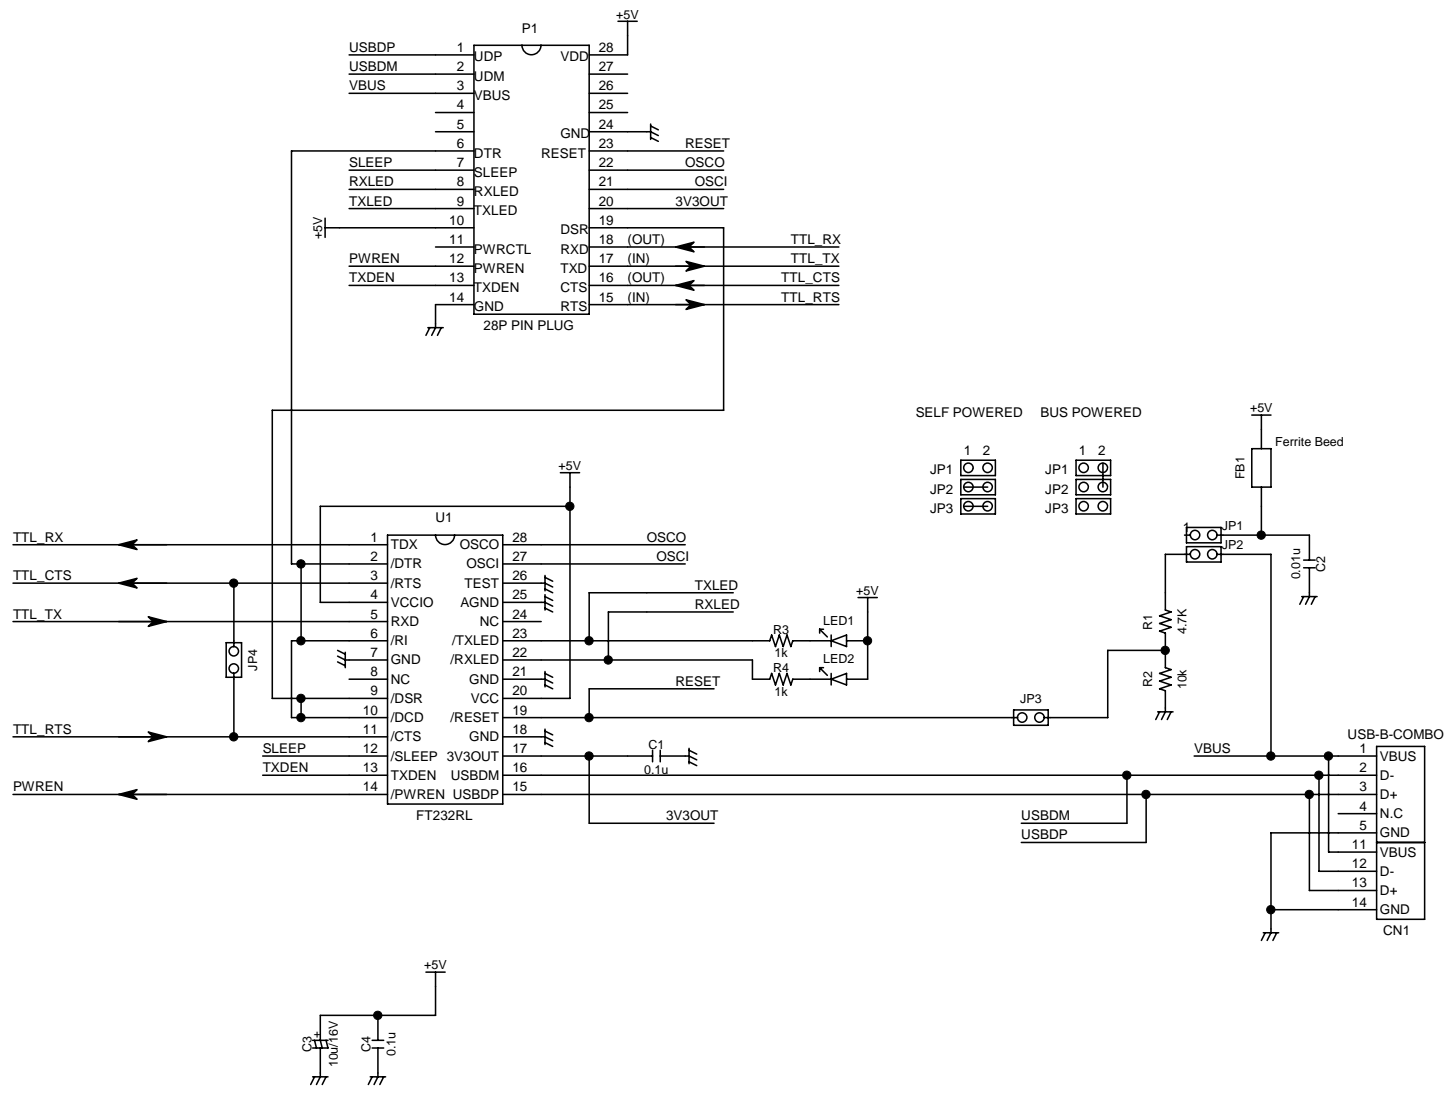 +5V
P1
USBDP 1 UDP VDD 28
USBDM 2 UDM 27
VBUS 3 VBUS 26
4 25
5 GND 24
6 DTR RESET 23 RESET
SLEEP 7 SLEEP 22 OSCO
RXLED 8 RXLED 21 OSCI
TXLED 9 TXLED 20 3V3OUT
+5V 10 DSR 19
11 PWRCTL RXD 18 (OUT) TTL_RX
PWREN 12 PWREN TXD 17 (IN) TTL_TX
TXDEN 13 TXDEN CTS 16 (OUT) TTL_CTS
14 GND RTS 15 (IN) TTL_RTS
28P PIN PLUG
SELF POWERED BUS POWERED
1 2 1 2
JP1 JP1
JP2 JP2
JP3 JP3
+5V
Ferrite Beed
FB1
1 JP1
JP2
0.01u
C2
R1
4.7K
R2
10k
JP3
+5V
U1
TTL_RX 1 TDX OSCO 28 OSCO
2 /DTR OSCI 27 OSCI
TTL_CTS 3 /RTS TEST 26
4 VCCIO AGND 25
TTL_TX 5 RXD NC 24
6 /RI /TXLED 23
7 GND /RXLED 22
8 NC GND 21
9 /DSR VCC 20
10 /DCD /RESET 19
TTL_RTS 11 /CTS GND 18
SLEEP 12 /SLEEP 3V3OUT 17
TXDEN 13 TXDEN USBDM 16
PWREN 14 /PWREN USBDP 15
FT232RL
JP4
TXLED
RXLED
+5V
R3
1k
LED1
R4
1k
LED2
RESET
C1
0.1u
3V3OUT
USBDM
USBDP
VBUS
USB-B-COMBO
1 VBUS
2 D-
3 D+
4 N.C
5 GND
11 VBUS
12 D-
13 D+
14 GND
CN1
+5V
C3
+
10u/16V
C4
0.1u